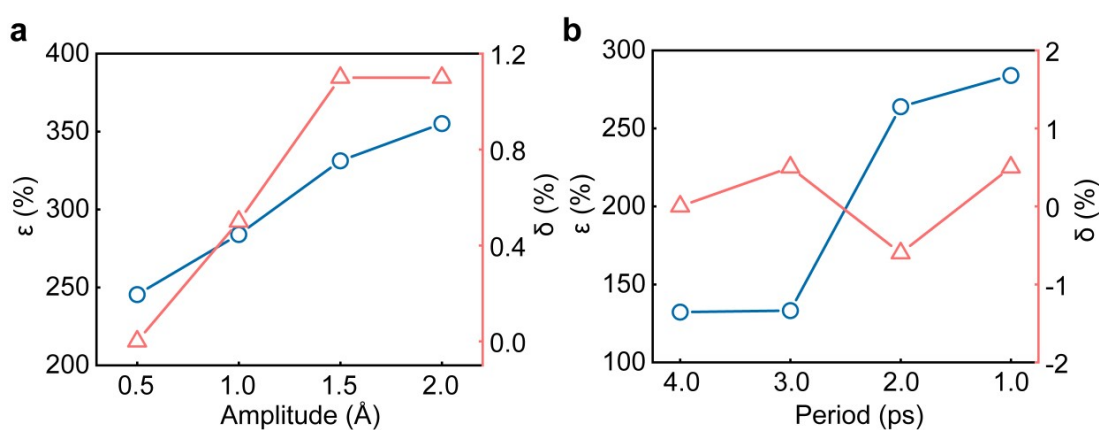 a
400
350
300
250
200
ε (%)
1.2
0.8
0.4
0.0
δ (%)
0.5 1.0 1.5 2.0
Amplitude (Å)
b
300
250
200
150
100
ε (%)
2
1
0
-1
-2
δ (%)
4.0 3.0 2.0 1.0
Period (ps)